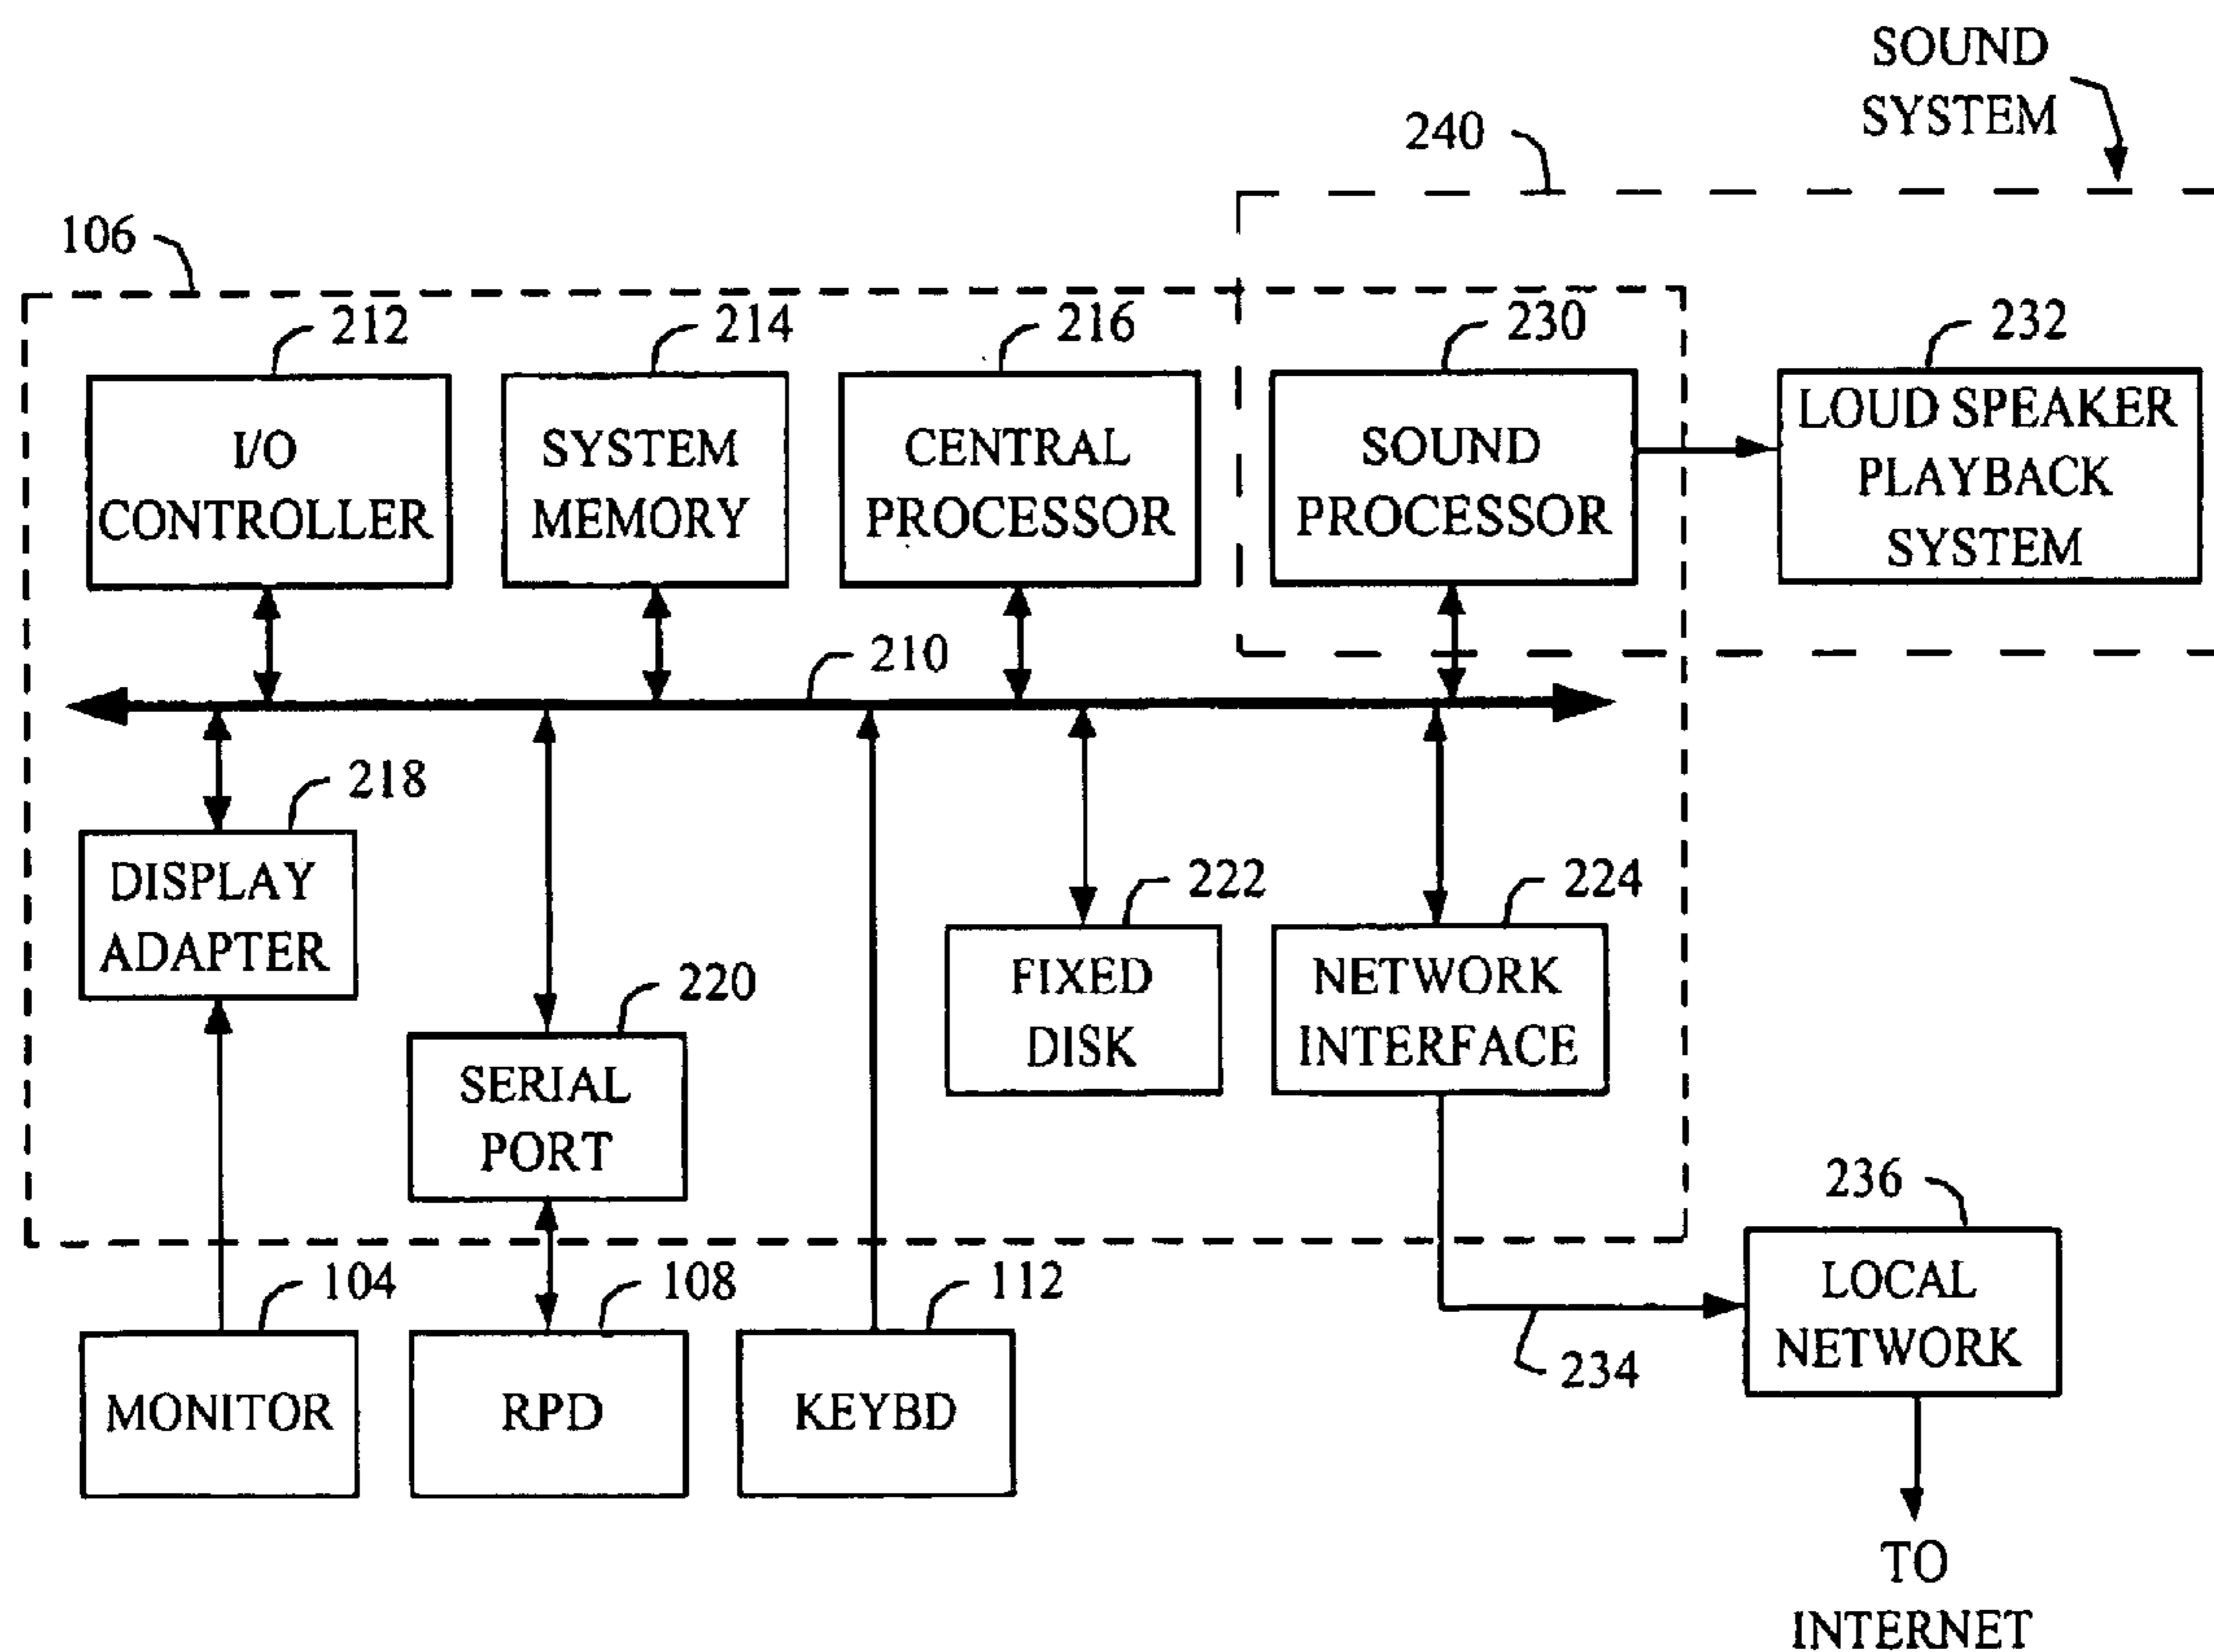 SOUND
SYSTEM
240
106
212
214
216
230
232
I/O
CONTROLLER
SYSTEM
MEMORY
CENTRAL
PROCESSOR
SOUND
PROCESSOR
LOUD SPEAKER
PLAYBACK
SYSTEM
210
218
DISPLAY
ADAPTER
222
224
220
FIXED
DISK
NETWORK
INTERFACE
SERIAL
PORT
236
LOCAL
NETWORK
104
108
112
234
MONITOR
RPD
KEYBD
TO
INTERNET